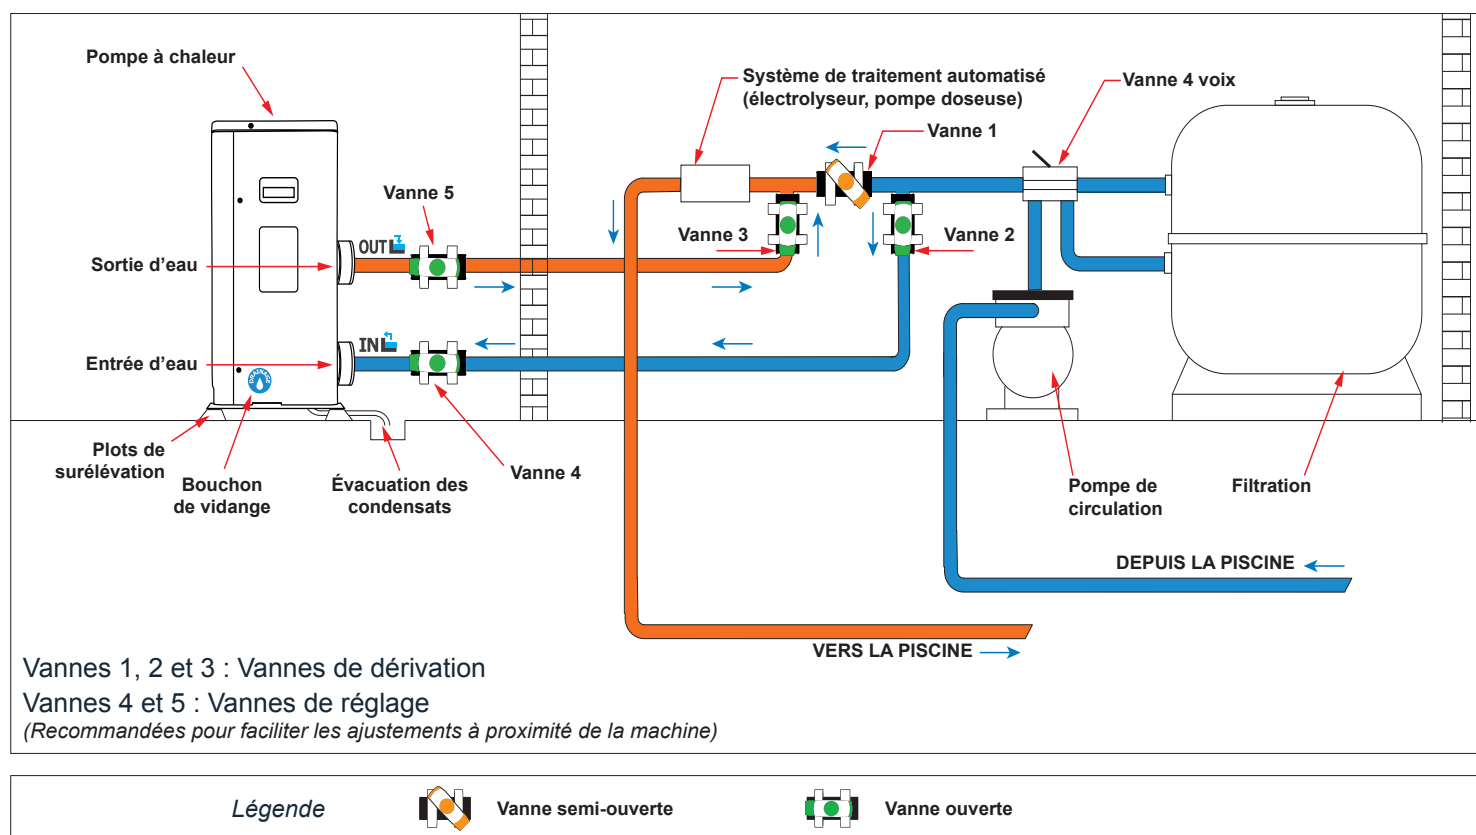 Pompe à chaleur
Système de traitement automatisé
(électrolyseur, pompe doseuse)
Vanne 4 voix
Vanne 1
Vanne 5
Vanne 3
Vanne 2
OUT
Sortie d'eau
IN
Entrée d'eau
Plots de
surélévation
Bouchon
de vidange
Évacuation des
condensats
Vanne 4
Pompe de
circulation
Filtration
DEPUIS LA PISCINE
VERS LA PISCINE
Vannes 1, 2 et 3 : Vannes de dérivation
Vannes 4 et 5 : Vannes de réglage
(Recommandées pour faciliter les ajustements à proximité de la machine)
Légende
Vanne semi-ouverte
Vanne ouverte